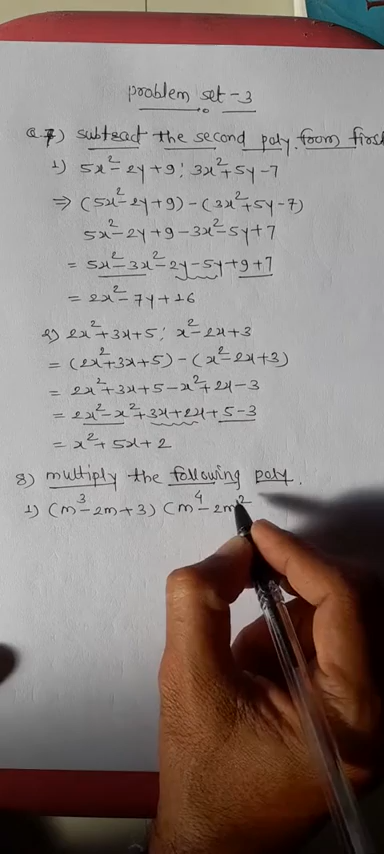 problem set-3
Q.7) subtract the second poly. from first
1) 5x²-2y+9; 3x²+5y-7
⇒ (5x²-2y+9)-(3x²+5y-7)
5x²-2y+9-3x²-5y+7
= 5x²-3x²-2y-5y+9+7
= 2x²-7y+16
2) 2x²+3x+5; x²-2x+3
= (2x²+3x+5)-(x²-2x+3)
= 2x²+3x+5-x²+2x-3
= 2x²-x²+3x+2x+5-3
= x²+5x+2
8) multiply the following poly.
1) (m³-2m+3) (m⁴-2m²